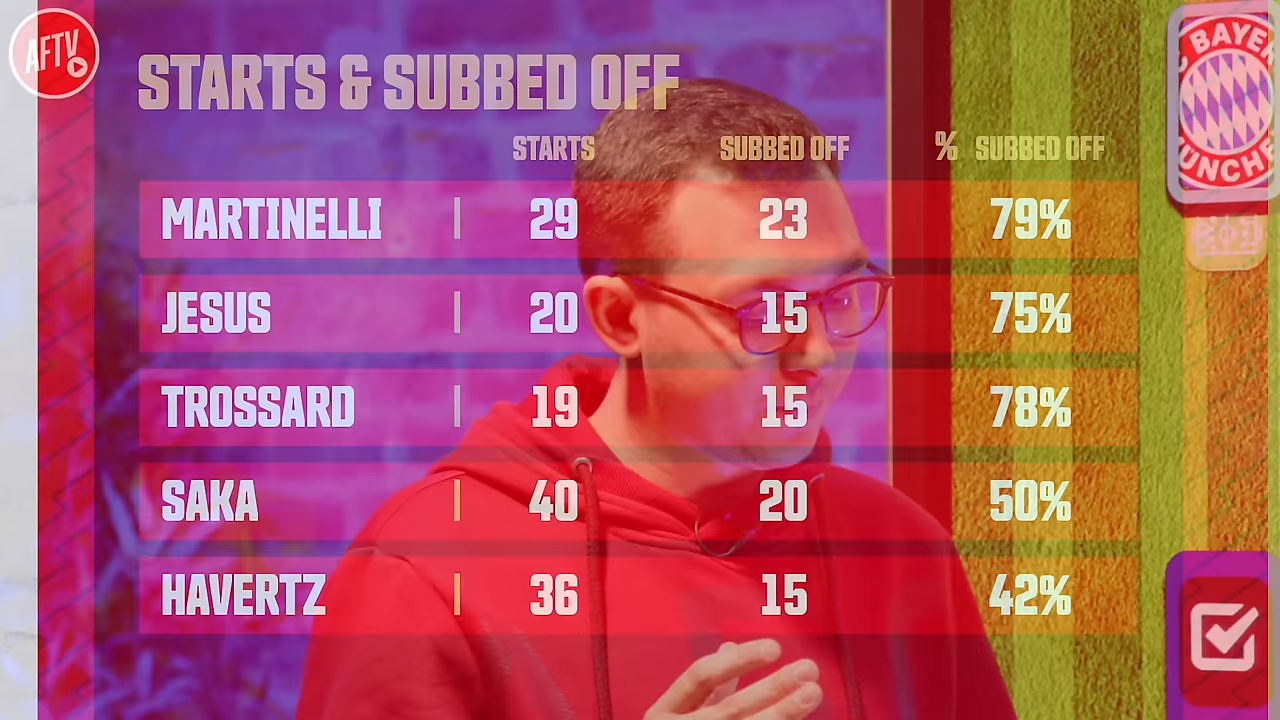 AFTV
STARTS & SUBBED OFF
STARTS SUBBED OFF % SUBBED OFF
MARTINELLI | 29 23 79%
JESUS | 20 15 75%
TROSSARD | 19 15 78%
SAKA | 40 20 50%
HAVERTZ | 36 15 42%